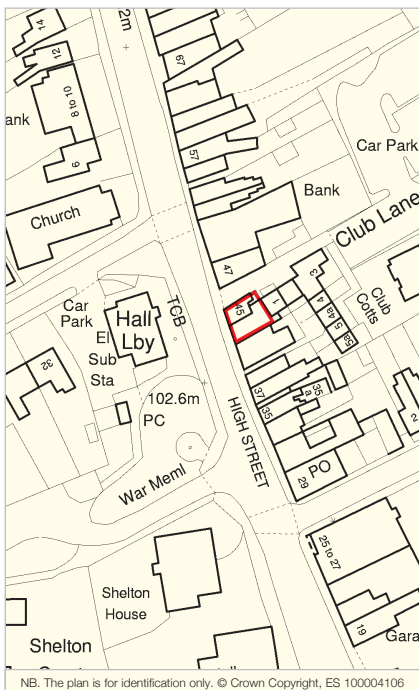 14
12
2m
ank
8 to 10
6
67
57
Church
Car Park
Bank
Club Lane
47
45
1
3
4
4a
5
5a
Club
Cotts
Car
Park
TCB
Hall
Lby
El
Sub
Sta
32
102.6m
PC
HIGH STREET
37
35
35
a
2
PO
29
War Meml
25 to 27
Shelton
House
19
Gara
Shelton
NB. The plan is for identification only. © Crown Copyright, ES 100004106